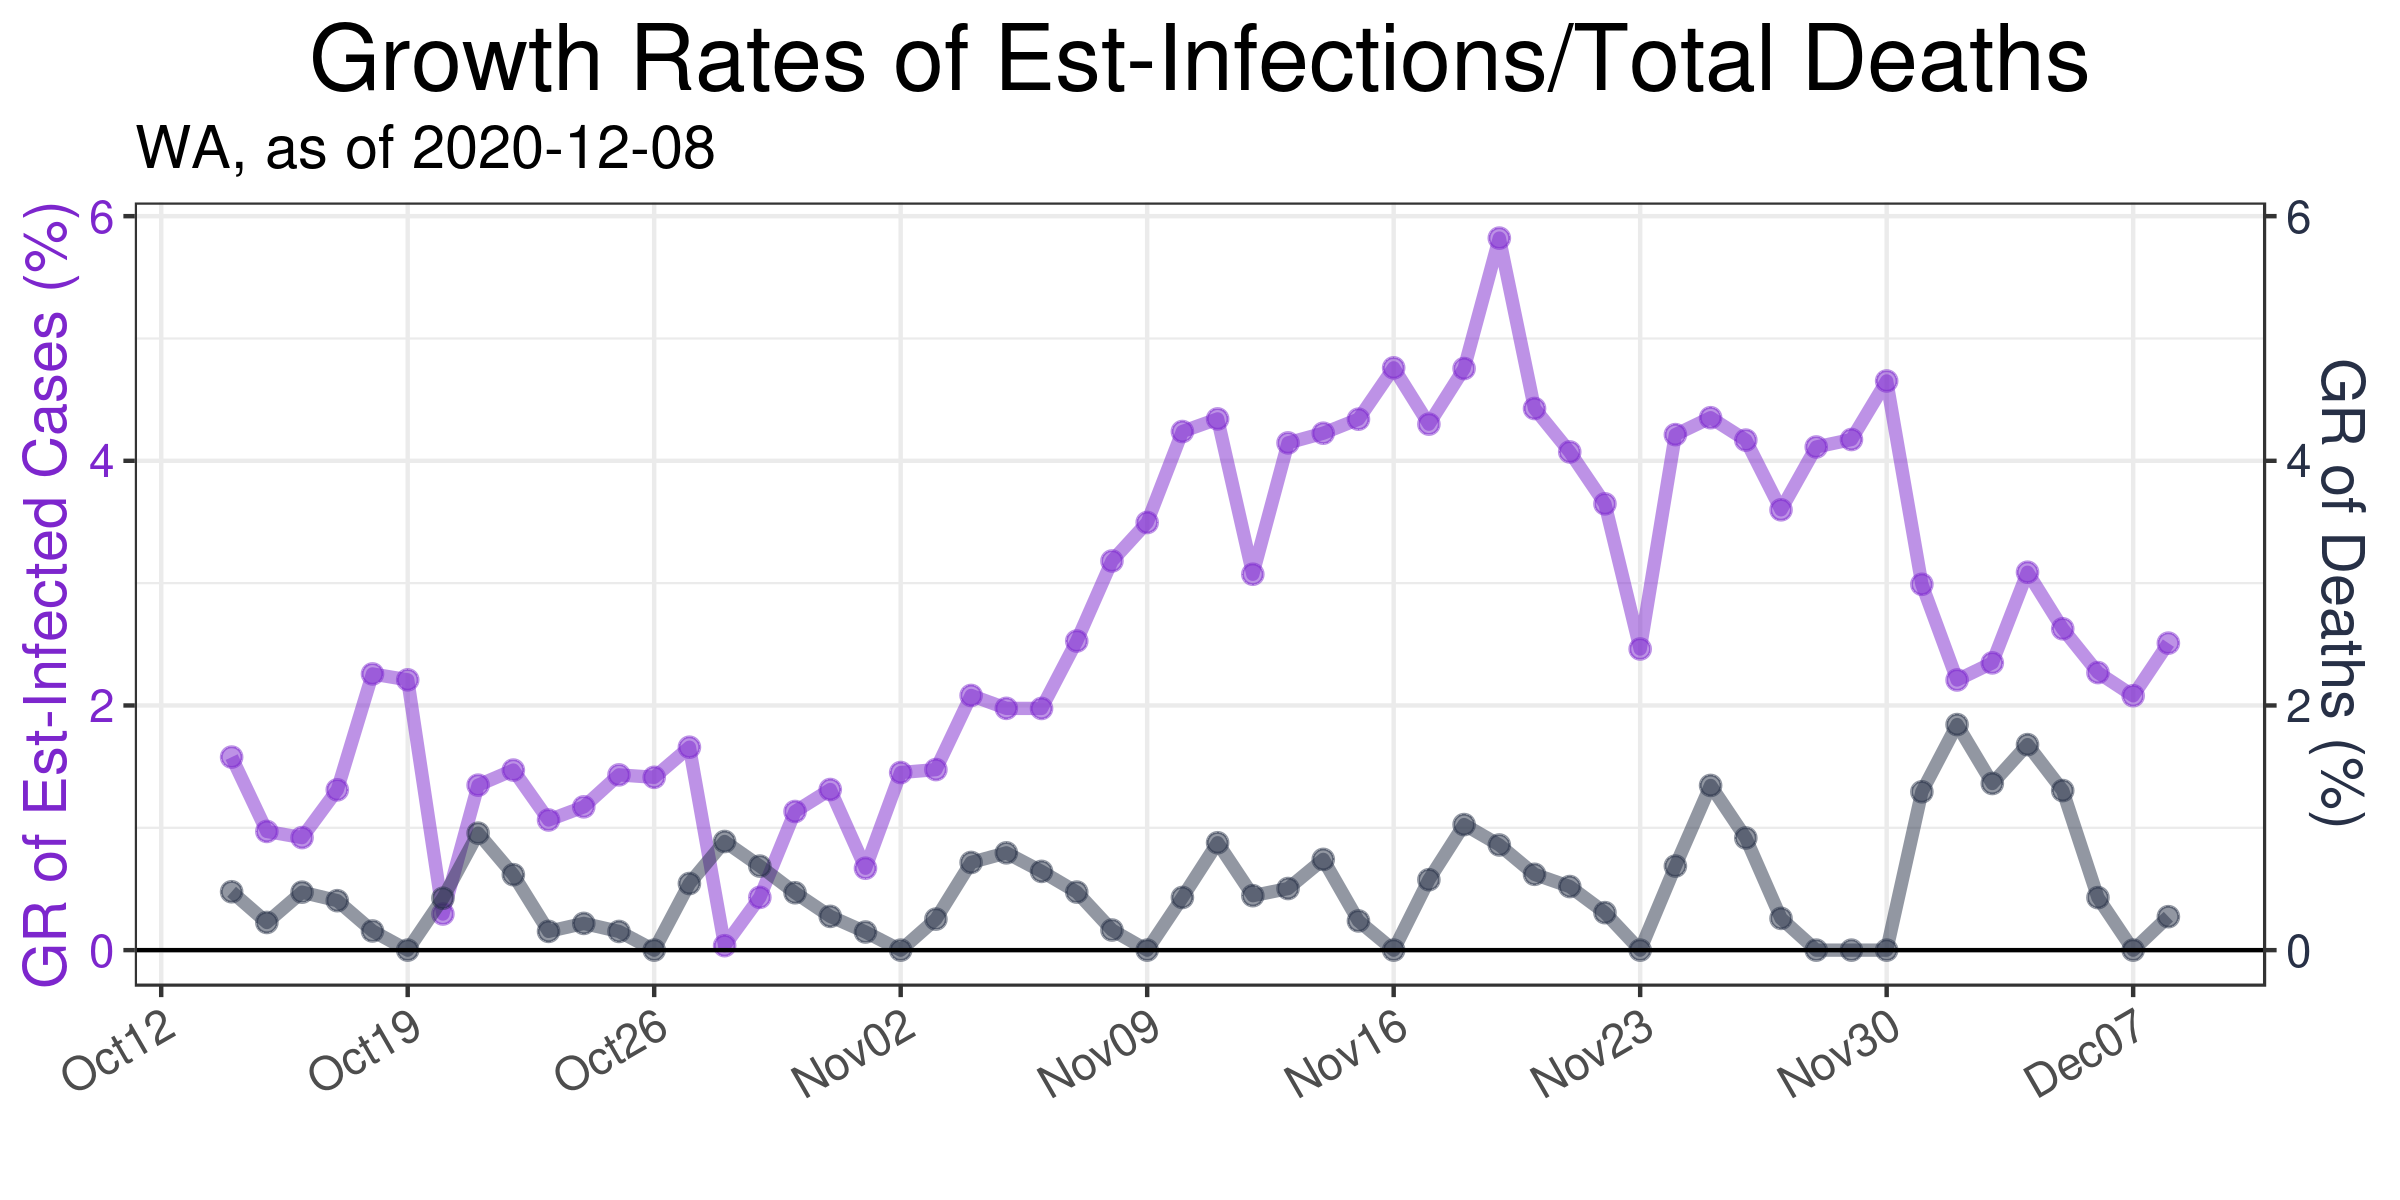 Growth Rates of Est-Infections/Total Deaths
WA, as of 2020-12-08
GR of Est-Infected Cases (%)
6
4
2
0
6
4
2
0
GR of Deaths (%)
Oct12
Oct19
Oct26
Nov02
Nov09
Nov16
Nov23
Nov30
Dec07